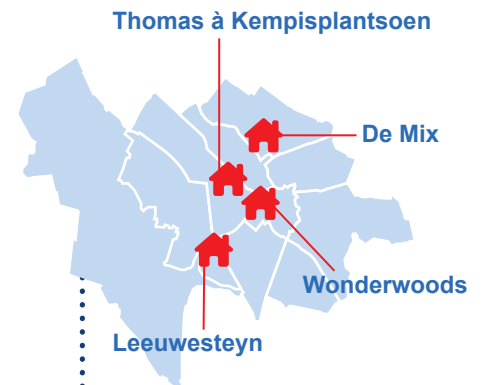 Thomas à Kempisplantsoen
De Mix
Wonderwoods
Leeuwesteyn